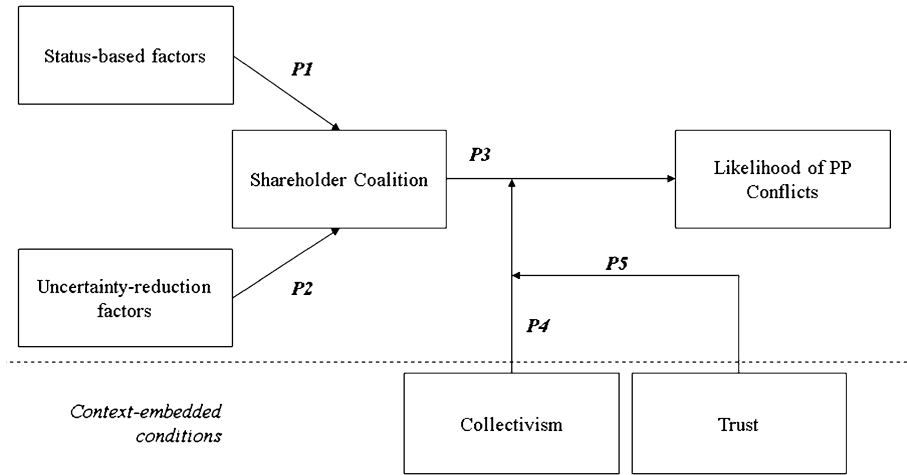 Status-based factors
P1
Shareholder Coalition
P3
Likelihood of PP
Conflicts
Uncertainty-reduction
factors
P2
P5
P4
Context-embedded
conditions
Collectivism
Trust